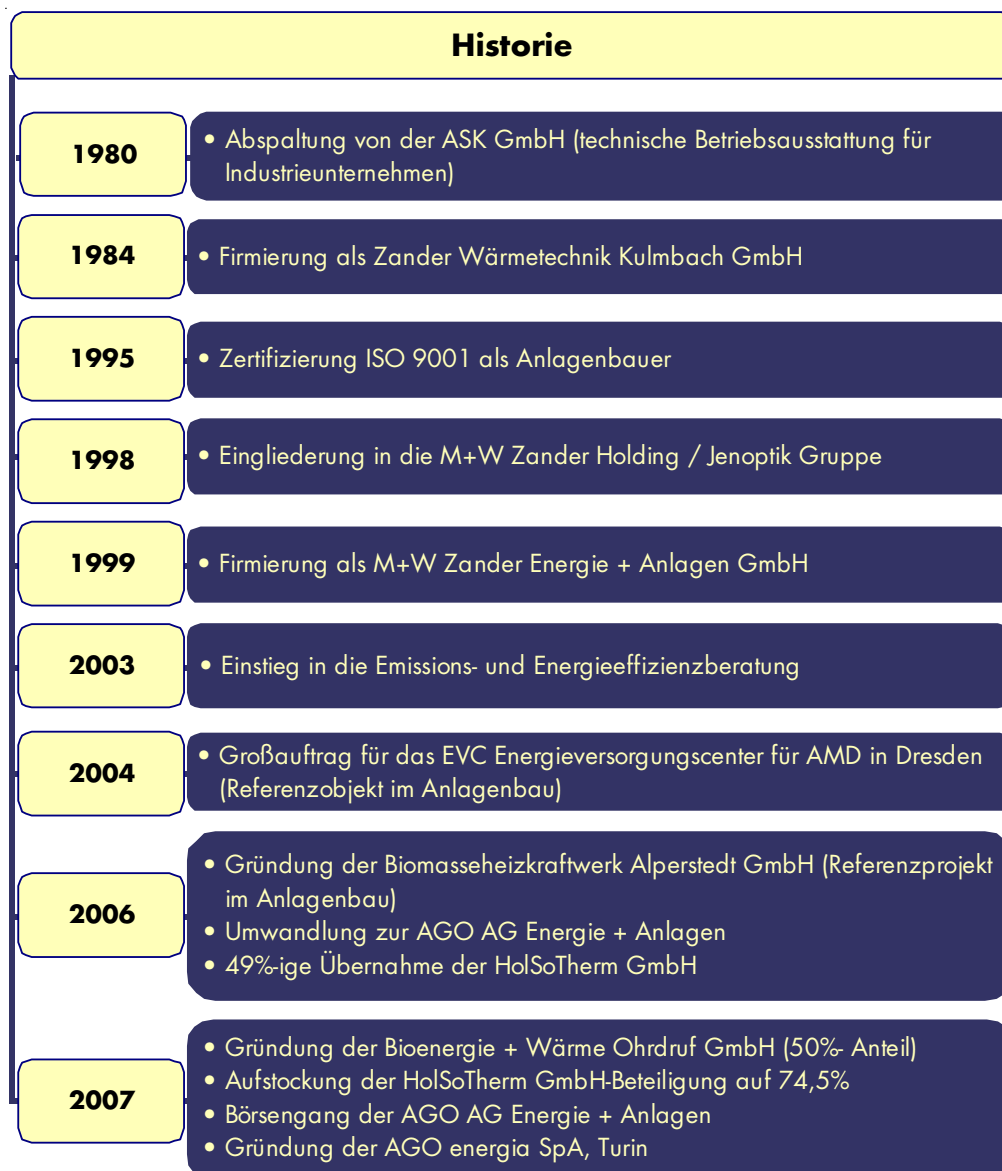 Historie
1980
• Abspaltung von der ASK GmbH (technische Betriebsausstattung für
Industrieunternehmen)
1984
• Firmierung als Zander Wärmetechnik Kulmbach GmbH
1995
• Zertifizierung ISO 9001 als Anlagenbauer
1998
• Eingliederung in die M+W Zander Holding / Jenoptik Gruppe
1999
• Firmierung als M+W Zander Energie + Anlagen GmbH
2003
• Einstieg in die Emissions- und Energieeffizienzberatung
2004
• Großauftrag für das EVC Energieversorgungscenter für AMD in Dresden
(Referenzobjekt im Anlagenbau)
2006
• Gründung der Biomasseheizkraftwerk Alperstedt GmbH (Referenzprojekt
im Anlagenbau)
• Umwandlung zur AGO AG Energie + Anlagen
• 49%-ige Übernahme der HolSoTherm GmbH
2007
• Gründung der Bioenergie + Wärme Ohrdruf GmbH (50%- Anteil)
• Aufstockung der HolSoTherm GmbH-Beteiligung auf 74,5%
• Börsengang der AGO AG Energie + Anlagen
• Gründung der AGO energia SpA, Turin